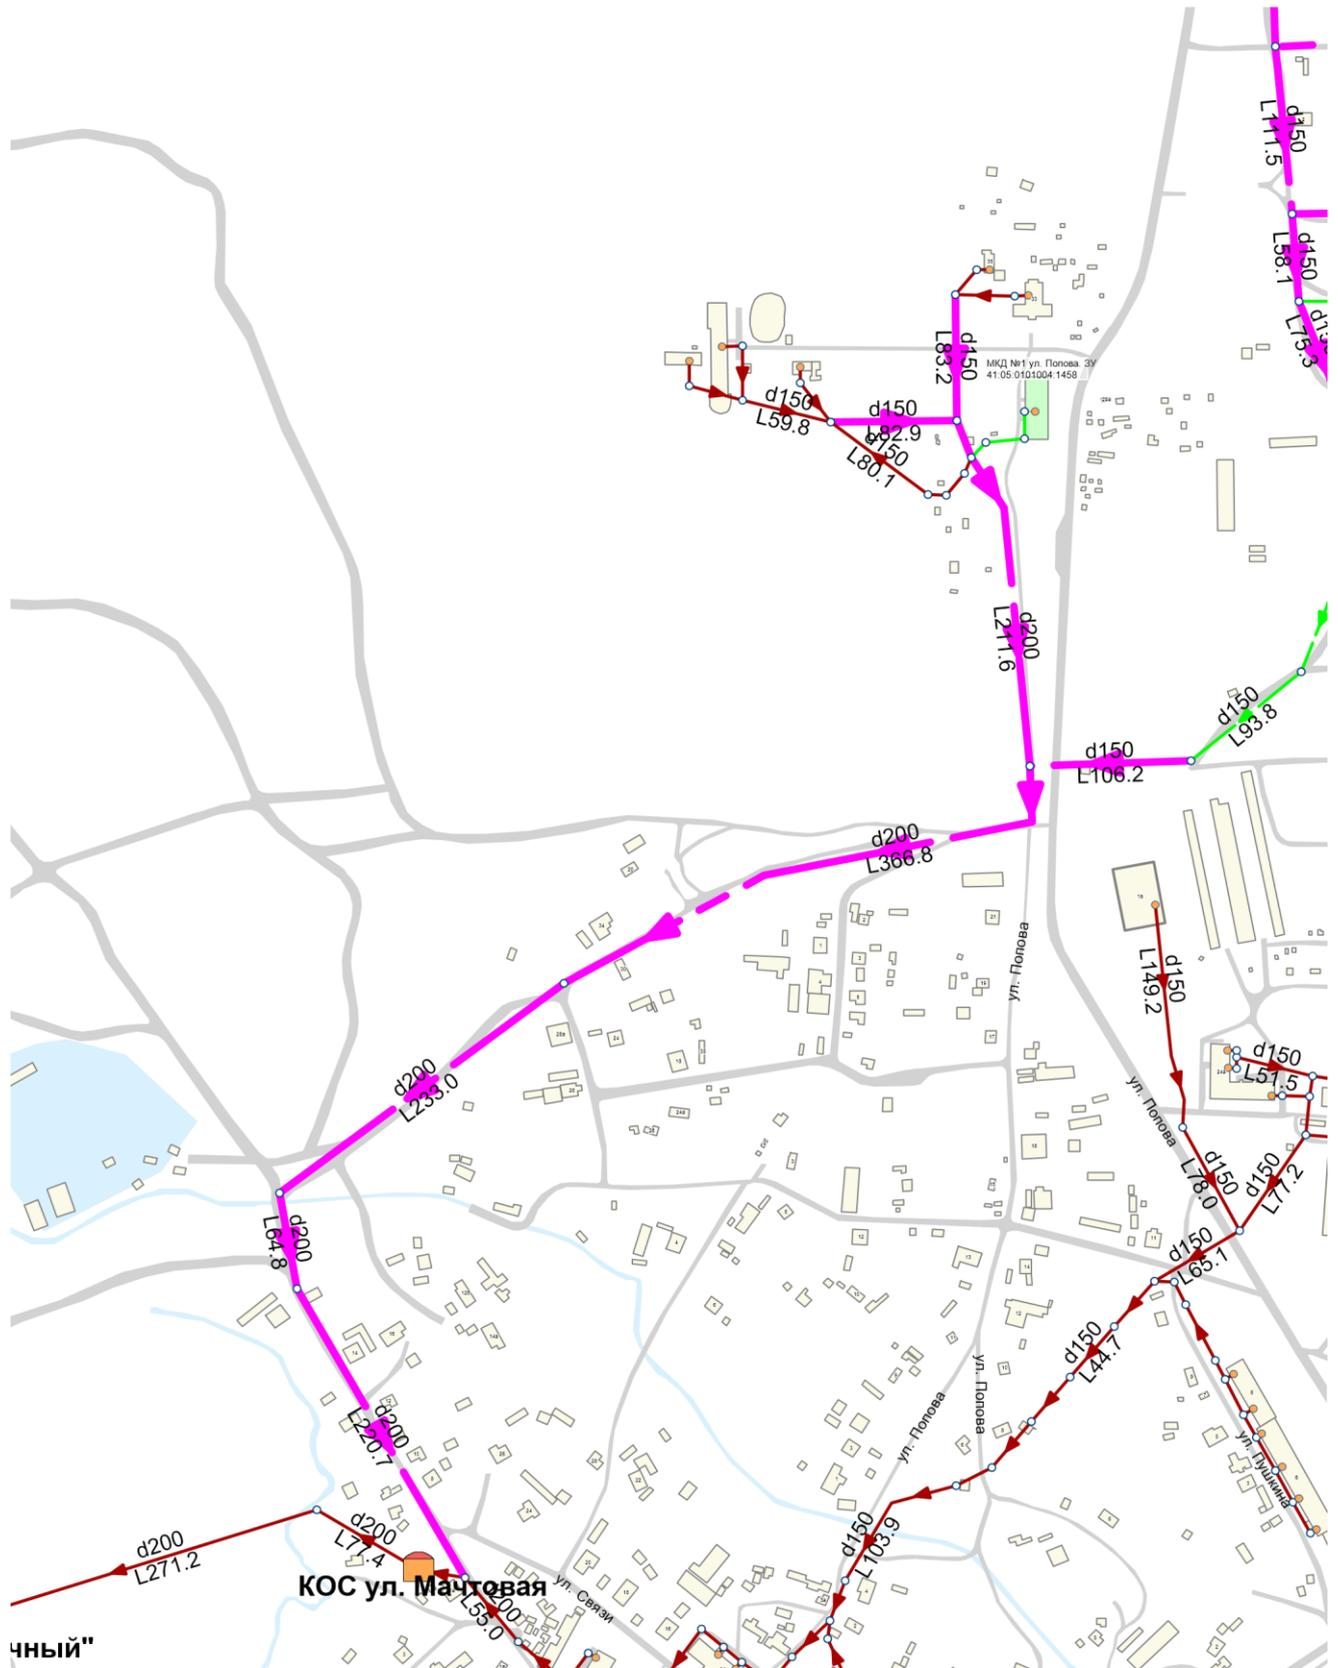 d150
L111.5
d150
L58.1
L75.3
d150
L83.2
МКД №1 ул. Попова. ЗУ
41:05:0101004:1458
d150
L59.8
d150
L82.9
d150
L80.1
d200
L211.6
d150
L93.8
d150
L106.2
d200
L366.8
ул. Попова
d150
L149.2
d150
L51.5
d200
L233.0
ул. Попова
d150
L78.0
d150
L77.2
d200
L64.8
d150
L65.1
d150
L44.7
ул. Попова
ул. Попова
d200
L220.7
ул. Пушкина
d200
L77.4
d200
L271.2
d150
L103.9
КОС ул. Мачтовая
d200
L55.0
ул. Связи
чный"